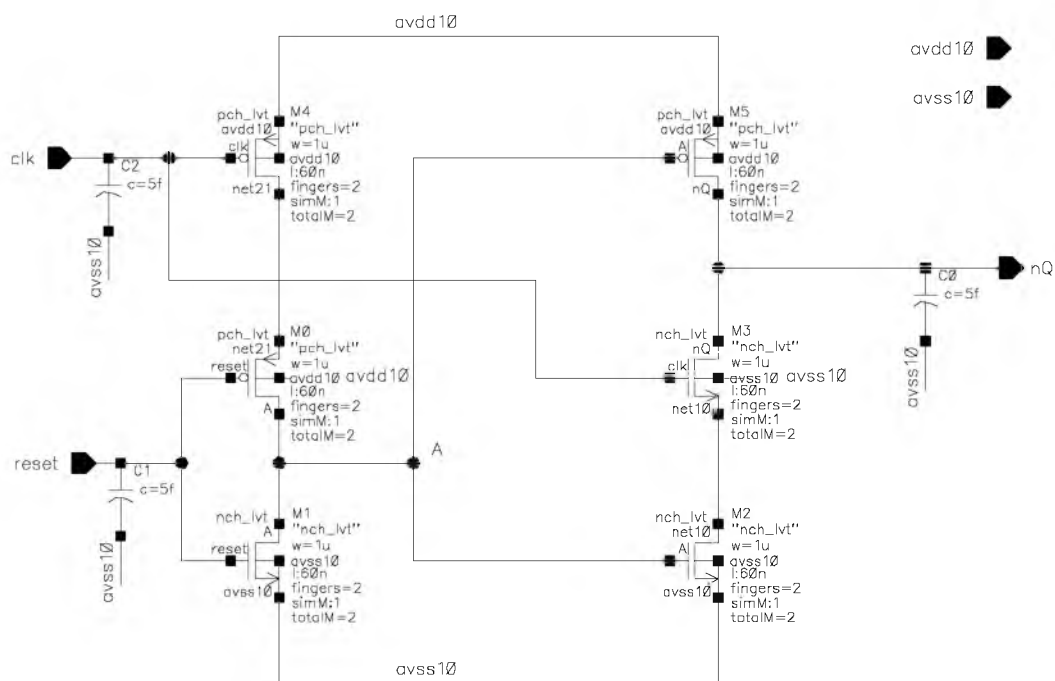 avdd10
avdd10
avss10
clk
C2
c=5f
avss10
pch_lvt
avdd10
clk
net21
M4
"pch_lvt"
w=1u
avdd10
l:60n
fingers=2
simM:1
totalM=2
pch_lvt
avdd10
A
nQ
M5
"pch_lvt"
w=1u
avdd10
l:60n
fingers=2
simM:1
totalM=2
nQ
C0
c=5f
avss10
pch_lvt
net21
reset
A
M0
"pch_lvt"
w=1u
avdd10 avdd10
l:60n
fingers=2
simM:1
totalM=2
nch_lvt
nQ
clk
net10
M3
"nch_lvt"
w=1u
avss10 avss10
l:60n
fingers=2
simM:1
totalM=2
A
reset
C1
c=5f
avss10
nch_lvt
A
reset
avss10
M1
"nch_lvt"
w=1u
avss10
l:60n
fingers=2
simM:1
totalM=2
nch_lvt
net10
A
avss10
M2
"nch_lvt"
w=1u
avss10
l:60n
fingers=2
simM:1
totalM=2
avss10